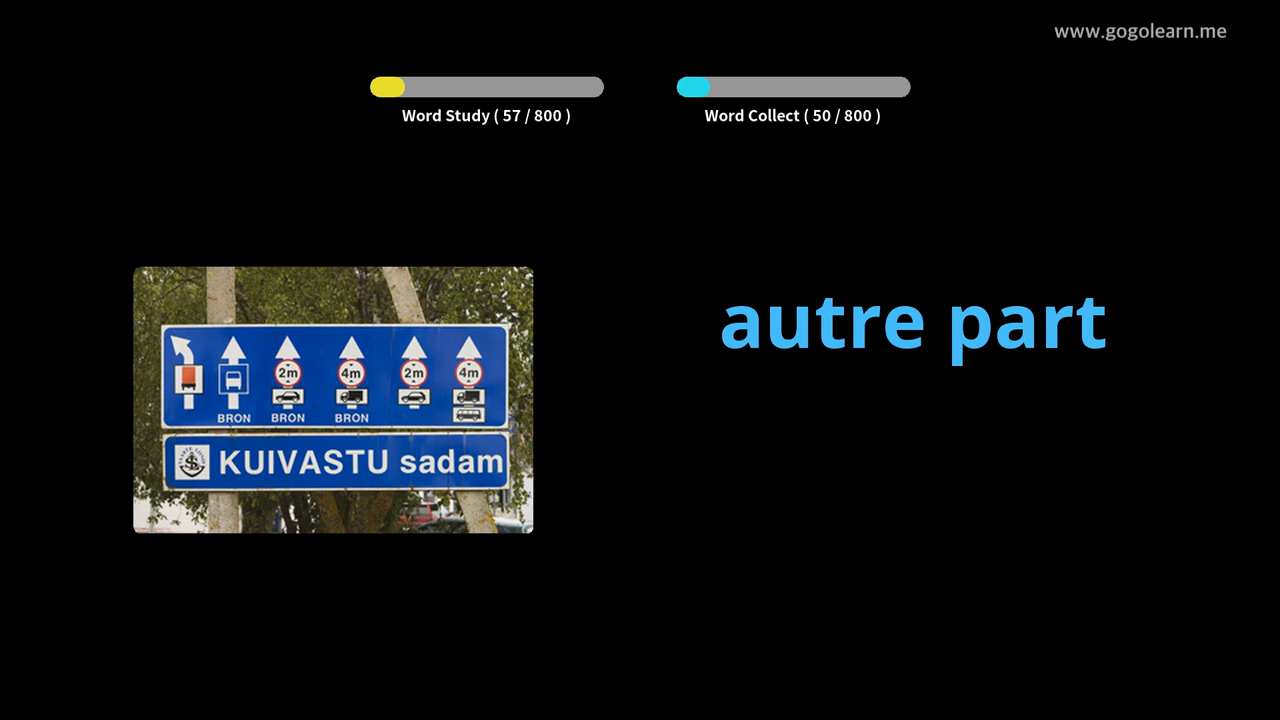 www.gogolearn.me
Word Study ( 57 / 800 )
Word Collect ( 50 / 800 )
autre part
2m 4m 2m 4m
BRON BRON BRON
KUIVASTU sadam